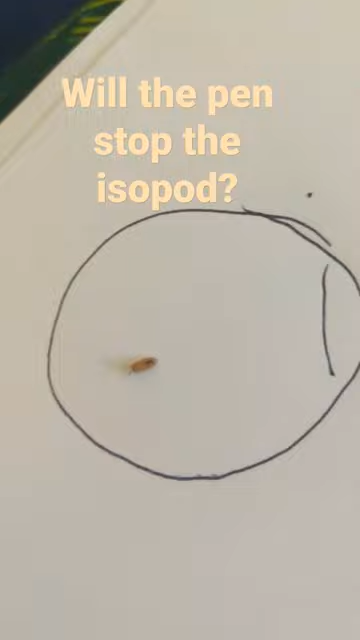 Will the pen
stop the
isopod?